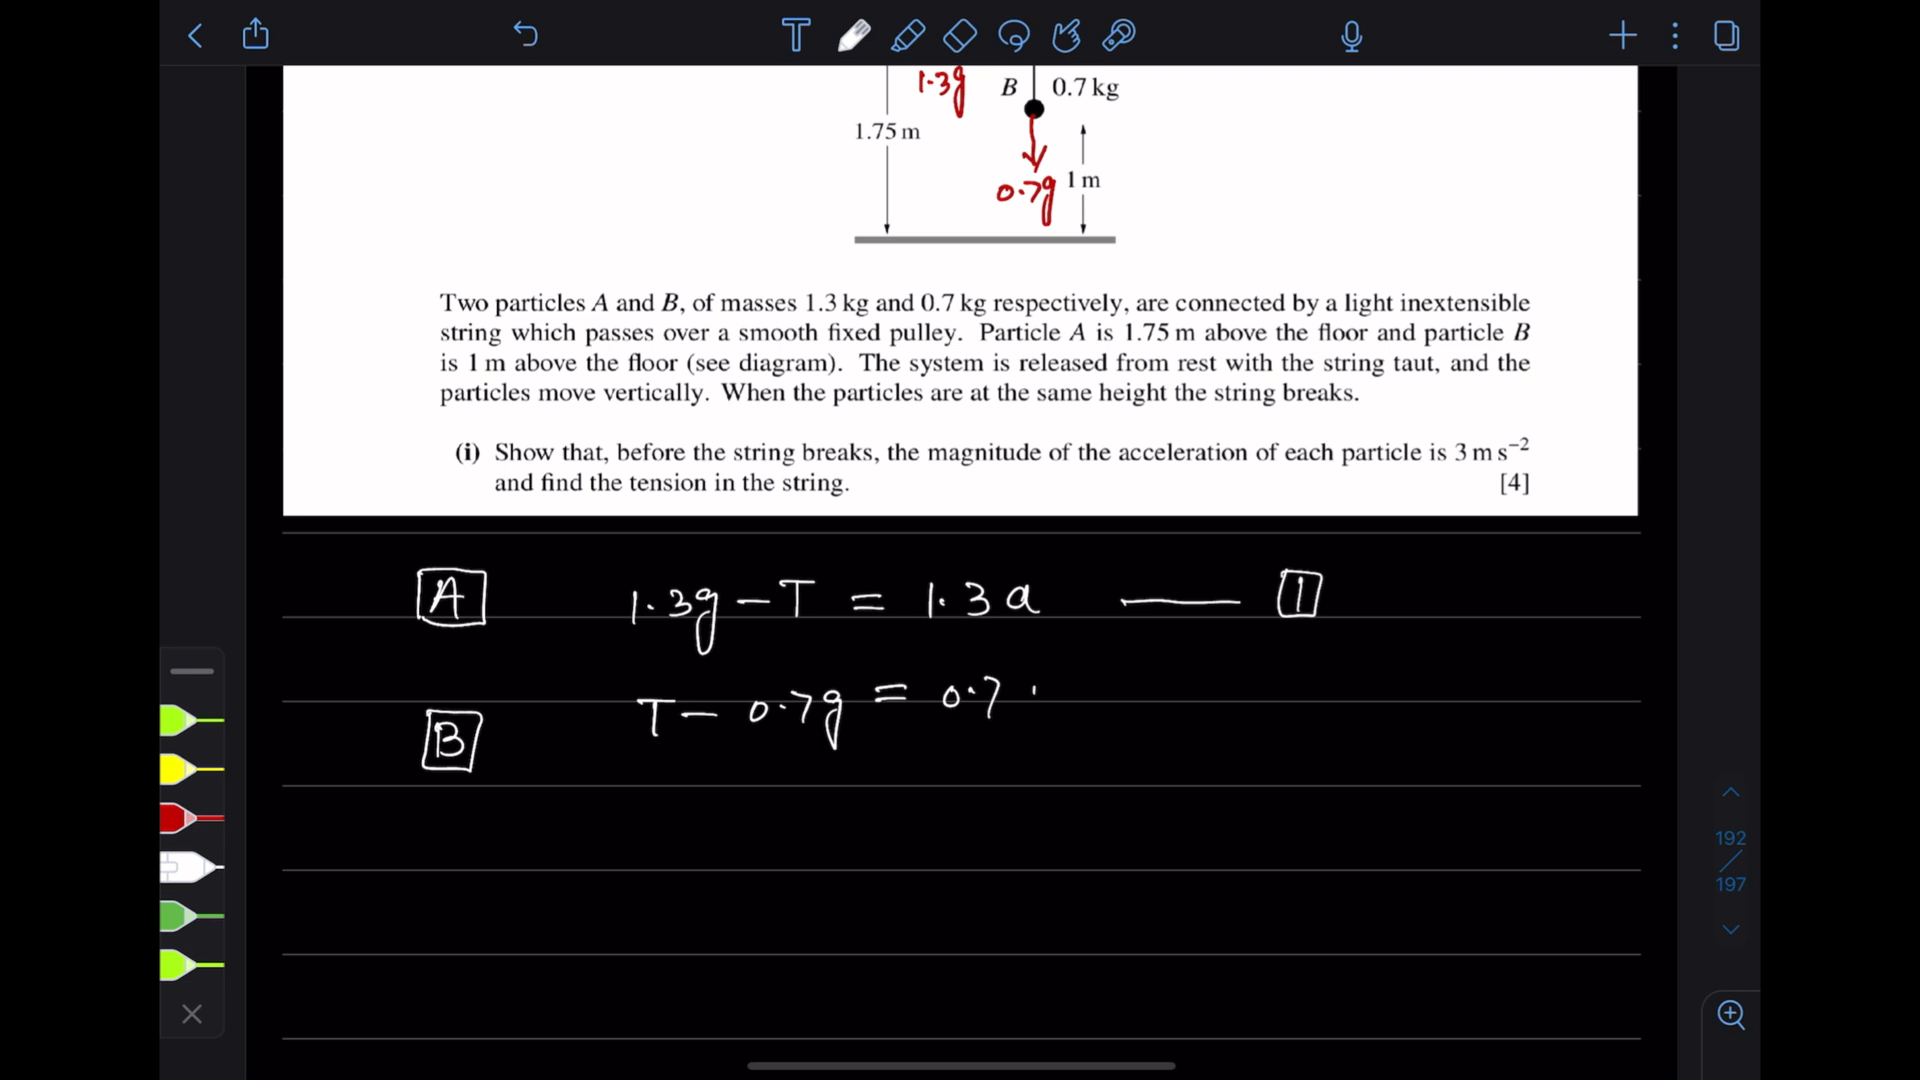 1.3g B 0.7 kg
1.75 m
0.7g 1 m
Two particles A and B, of masses 1.3 kg and 0.7 kg respectively, are connected by a light inextensible
string which passes over a smooth fixed pulley. Particle A is 1.75 m above the floor and particle B
is 1 m above the floor (see diagram). The system is released from rest with the string taut, and the
particles move vertically. When the particles are at the same height the string breaks.
(i) Show that, before the string breaks, the magnitude of the acceleration of each particle is 3 m s⁻²
and find the tension in the string. [4]
A 1.3g – T = 1.3a —— 1
B T – 0.7g = 0.7
192
197